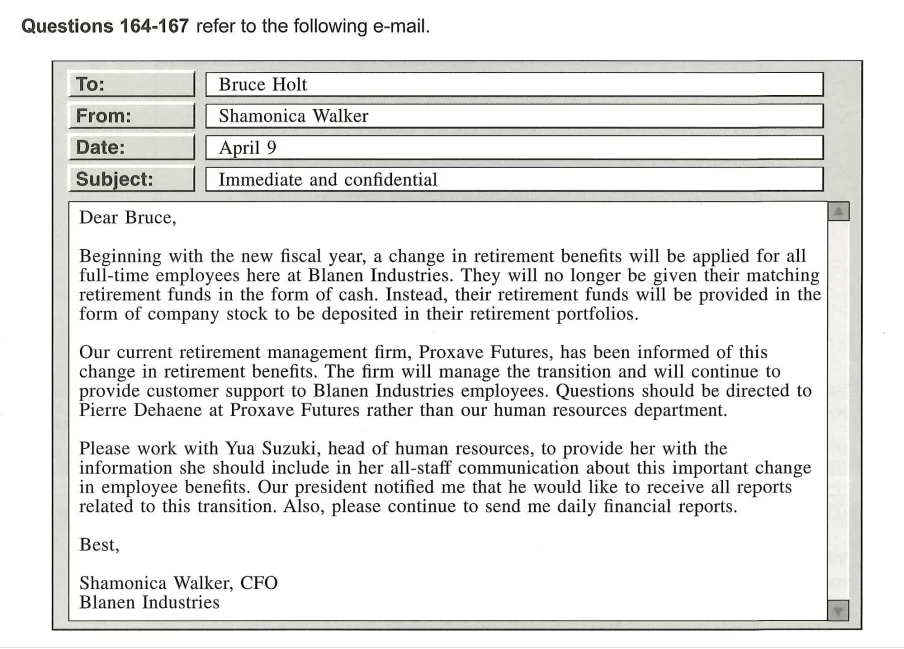 Questions 164-167 refer to the following e-mail.
To: Bruce Holt
From: Shamonica Walker
Date: April 9
Subject: Immediate and confidential
Dear Bruce,
Beginning with the new fiscal year, a change in retirement benefits will be applied for all
full-time employees here at Blanen Industries. They will no longer be given their matching
retirement funds in the form of cash. Instead, their retirement funds will be provided in the
form of company stock to be deposited in their retirement portfolios.
Our current retirement management firm, Proxave Futures, has been informed of this
change in retirement benefits. The firm will manage the transition and will continue to
provide customer support to Blanen Industries employees. Questions should be directed to
Pierre Dehaene at Proxave Futures rather than our human resources department.
Please work with Yua Suzuki, head of human resources, to provide her with the
information she should include in her all-staff communication about this important change
in employee benefits. Our president notified me that he would like to receive all reports
related to this transition. Also, please continue to send me daily financial reports.
Best,
Shamonica Walker, CFO
Blanen Industries